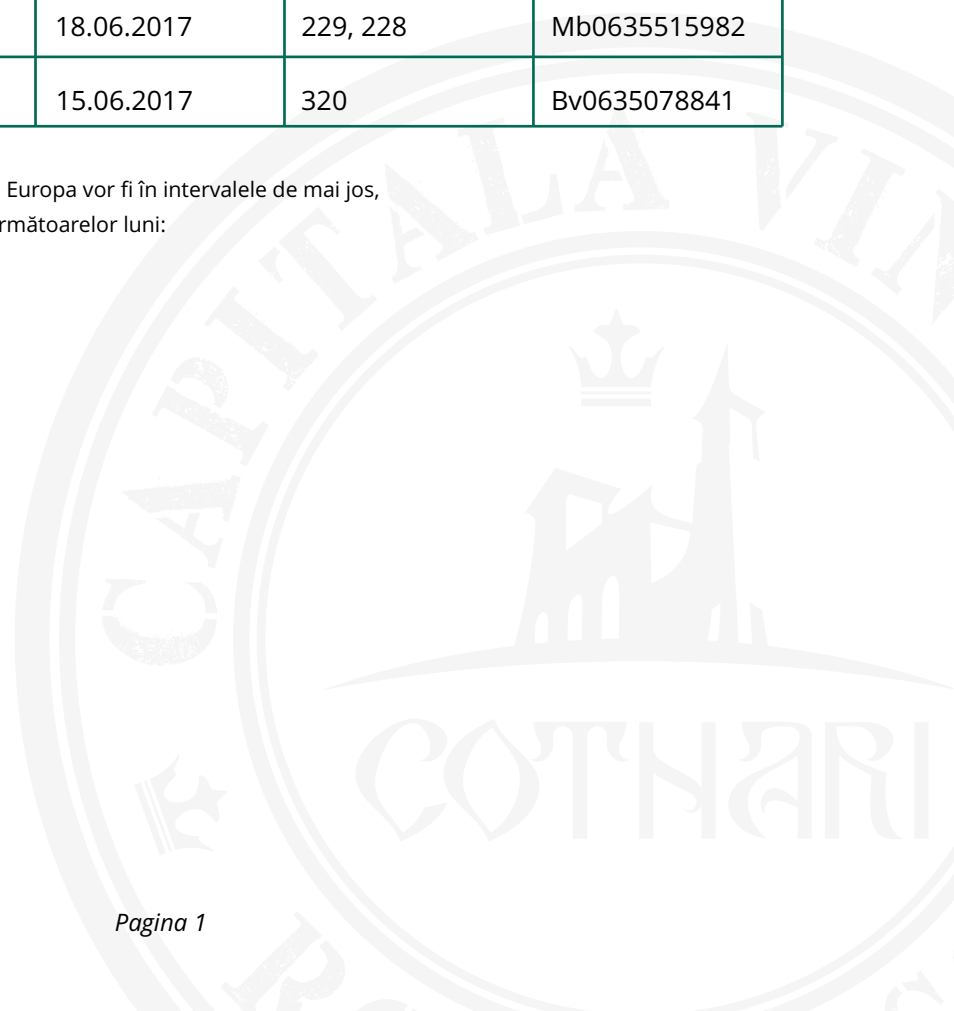 18.06.2017 229, 228 Mb0635515982
15.06.2017 320 Bv0635078841
Europa vor fi în intervalele de mai jos,
rmătoarelor luni:
CAPITALA VIN
COTNARI
Pagina 1